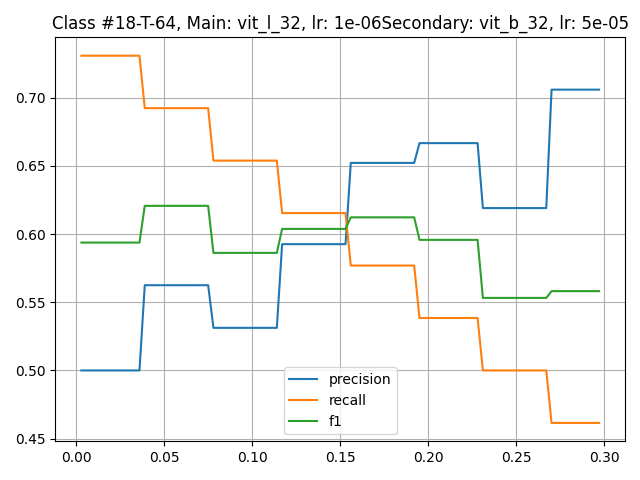 Class #18-T-64, Main: vit_l_32, lr: 1e-06Secondary: vit_b_32, lr: 5e-05
0.70
0.65
0.60
0.55
0.50
0.45
precision
recall
f1
0.00 0.05 0.10 0.15 0.20 0.25 0.30